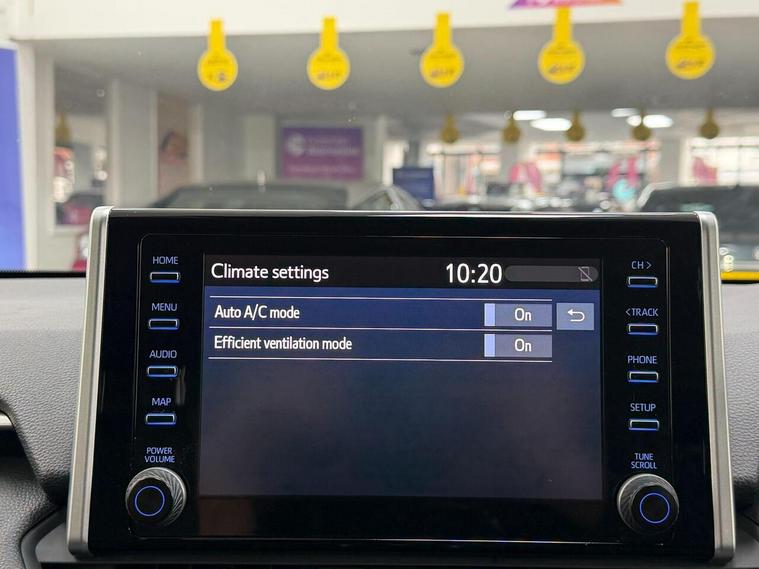 HOME
MENU
AUDIO
MAP
POWER
VOLUME
Climate settings
10:20
Auto A/C mode
On
Efficient ventilation mode
On
CH >
<TRACK
PHONE
SETUP
TUNE
SCROLL